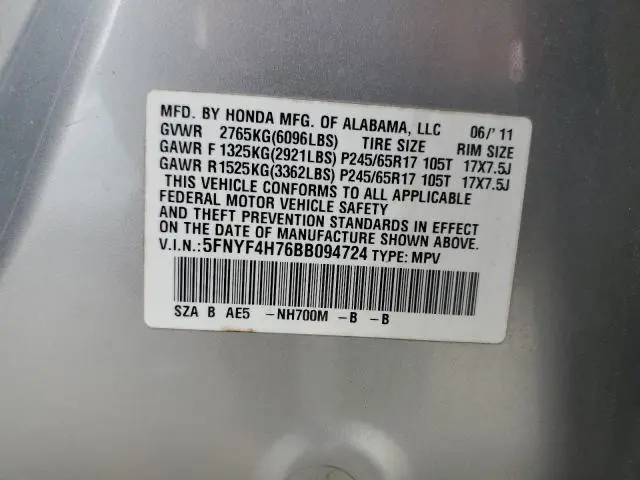 MFD. BY HONDA MFG. OF ALABAMA, LLC 06/'11
GVWR 2765KG(6096LBS) TIRE SIZE RIM SIZE
GAWR F 1325KG(2921LBS) P245/65R17 105T 17X7.5J
GAWR R 1525KG(3362LBS) P245/65R17 105T 17X7.5J
THIS VEHICLE CONFORMS TO ALL APPLICABLE
FEDERAL MOTOR VEHICLE SAFETY
AND THEFT PREVENTION STANDARDS IN EFFECT
ON THE DATE OF MANUFACTURE SHOWN ABOVE.
V.I.N.:5FNYF4H76BB094724 TYPE: MPV
SZA B AE5 -NH700M -B -B